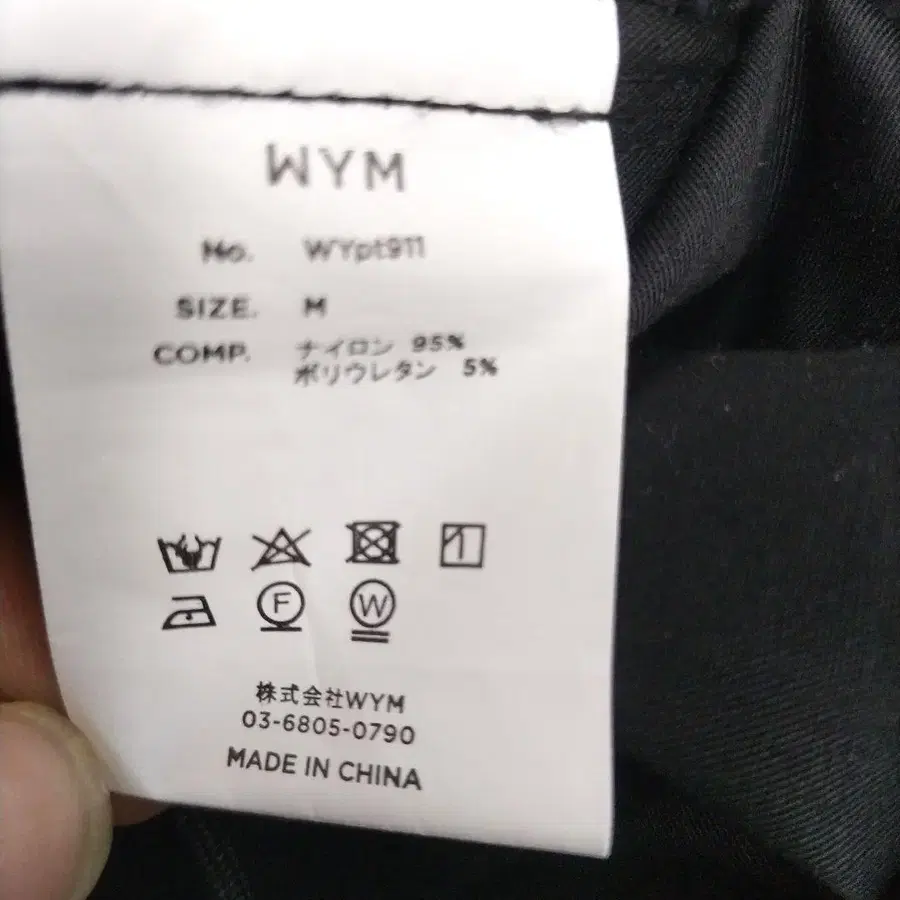 WYM
No. WYpt911
SIZE. M
COMP. ナイロン 95%
ポリウレタン 5%
F W
株式会社WYM
03-6805-0790
MADE IN CHINA